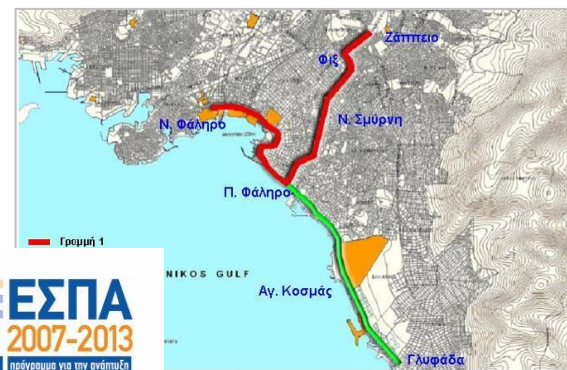 Ζάππειο
Φιξ
Ν. Σμύρνη
Ν. Φάληρο
Π. Φάληρο
Γραμμή 1
NIKOS GULF
Αγ. Κοσμάς
Γλυφάδα
ΕΣΠΑ
2007-2013
πρόγραμμα για την ανάπτυξη